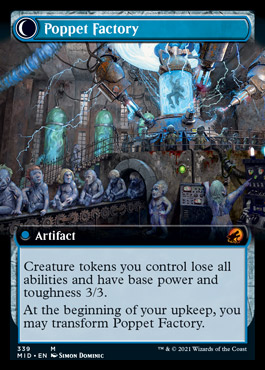 Poppet Factory
Artifact
Creature tokens you control lose all
abilities and have base power and
toughness 3/3.
At the beginning of your upkeep, you
may transform Poppet Factory.
339 M
MID • EN SIMON DOMINIC
™ & © 2021 Wizards of the Coast